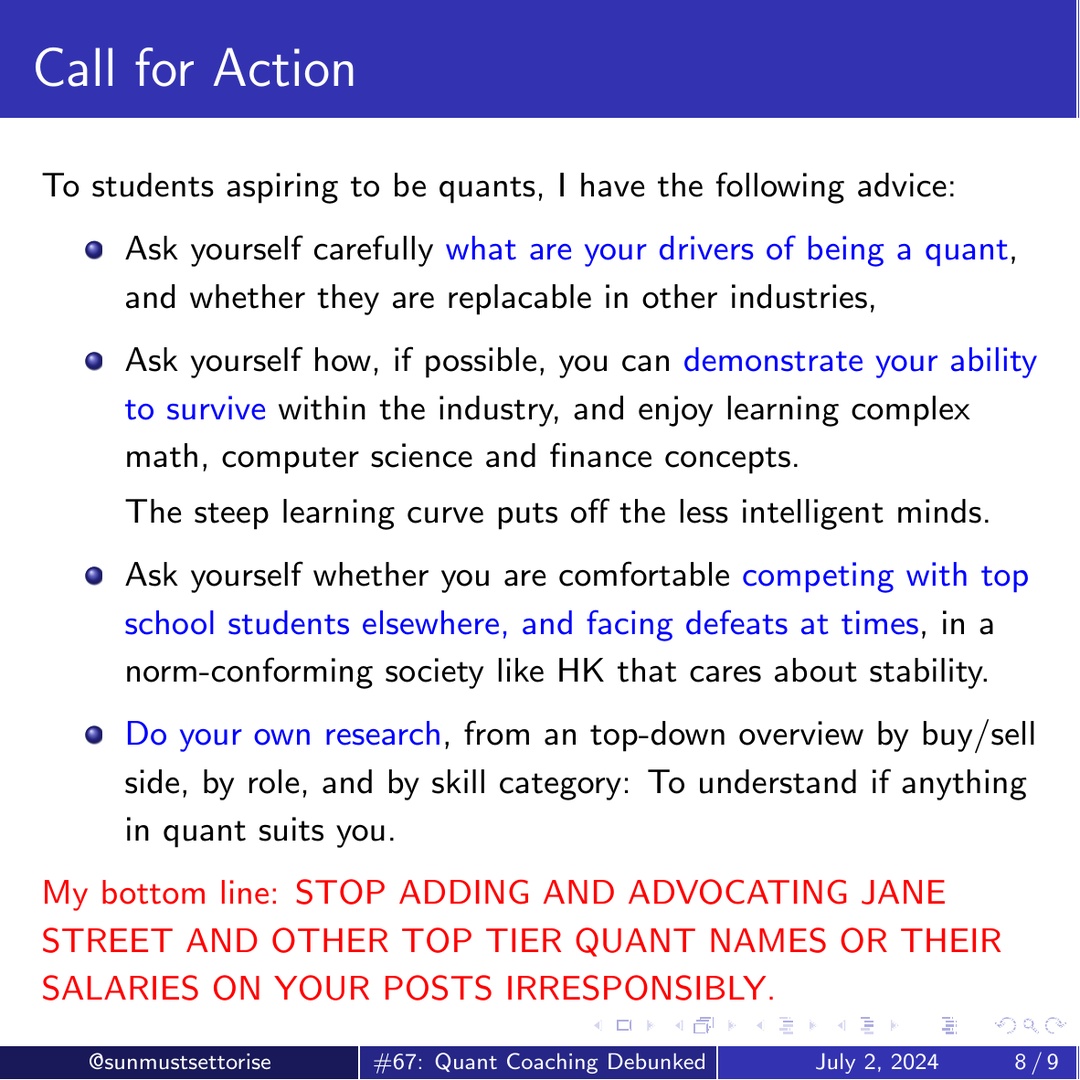 Call for Action
To students aspiring to be quants, I have the following advice:
Ask yourself carefully what are your drivers of being a quant,
and whether they are replacable in other industries,
Ask yourself how, if possible, you can demonstrate your ability
to survive within the industry, and enjoy learning complex
math, computer science and finance concepts.
The steep learning curve puts off the less intelligent minds.
Ask yourself whether you are comfortable competing with top
school students elsewhere, and facing defeats at times, in a
norm-conforming society like HK that cares about stability.
Do your own research, from an top-down overview by buy/sell
side, by role, and by skill category: To understand if anything
in quant suits you.
My bottom line: STOP ADDING AND ADVOCATING JANE
STREET AND OTHER TOP TIER QUANT NAMES OR THEIR
SALARIES ON YOUR POSTS IRRESPONSIBLY.
@sunmustsettorise #67: Quant Coaching Debunked July 2, 2024 8 / 9